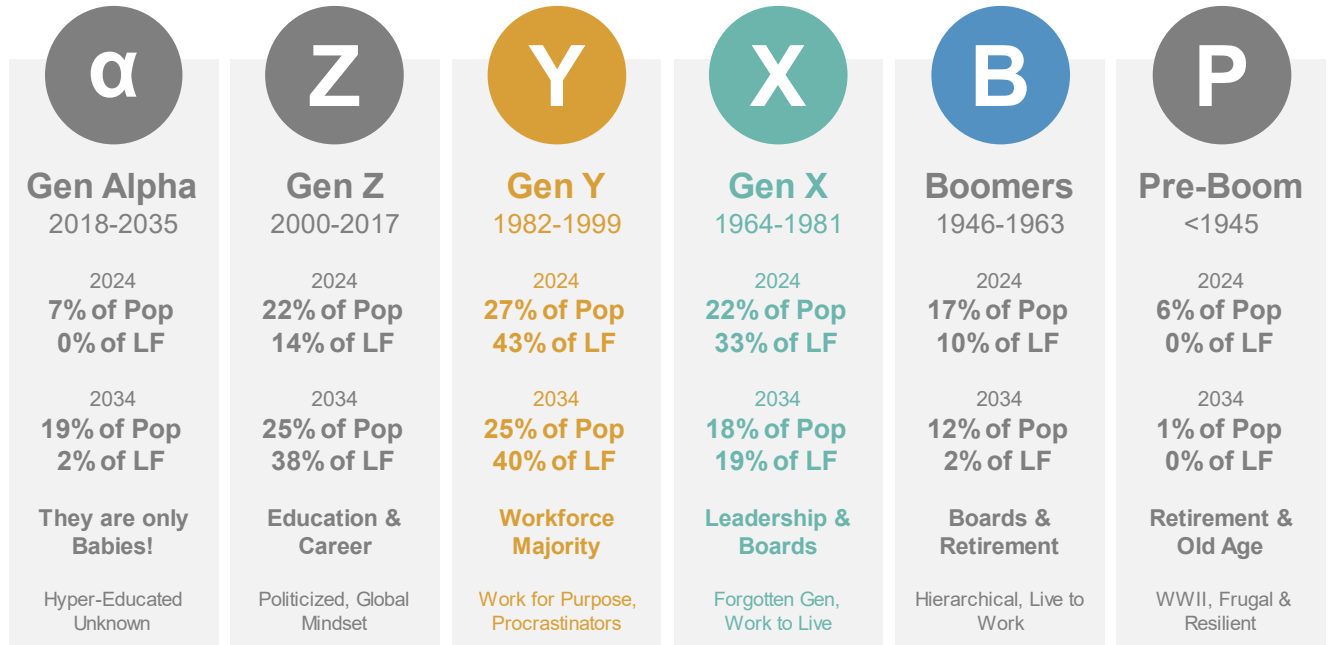 α
Gen Alpha
2018-2035
2024
7% of Pop
0% of LF
2034
19% of Pop
2% of LF
They are only
Babies!
Hyper-Educated
Unknown
Z
Gen Z
2000-2017
2024
22% of Pop
14% of LF
2034
25% of Pop
38% of LF
Education &
Career
Politicized, Global
Mindset
Y
Gen Y
1982-1999
2024
27% of Pop
43% of LF
2034
25% of Pop
40% of LF
Workforce
Majority
Work for Purpose,
Procrastinators
X
Gen X
1964-1981
2024
22% of Pop
33% of LF
2034
18% of Pop
19% of LF
Leadership &
Boards
Forgotten Gen,
Work to Live
B
Boomers
1946-1963
2024
17% of Pop
10% of LF
2034
12% of Pop
2% of LF
Boards &
Retirement
Hierarchical, Live to
Work
P
Pre-Boom
<1945
2024
6% of Pop
0% of LF
2034
1% of Pop
0% of LF
Retirement &
Old Age
WWII, Frugal &
Resilient